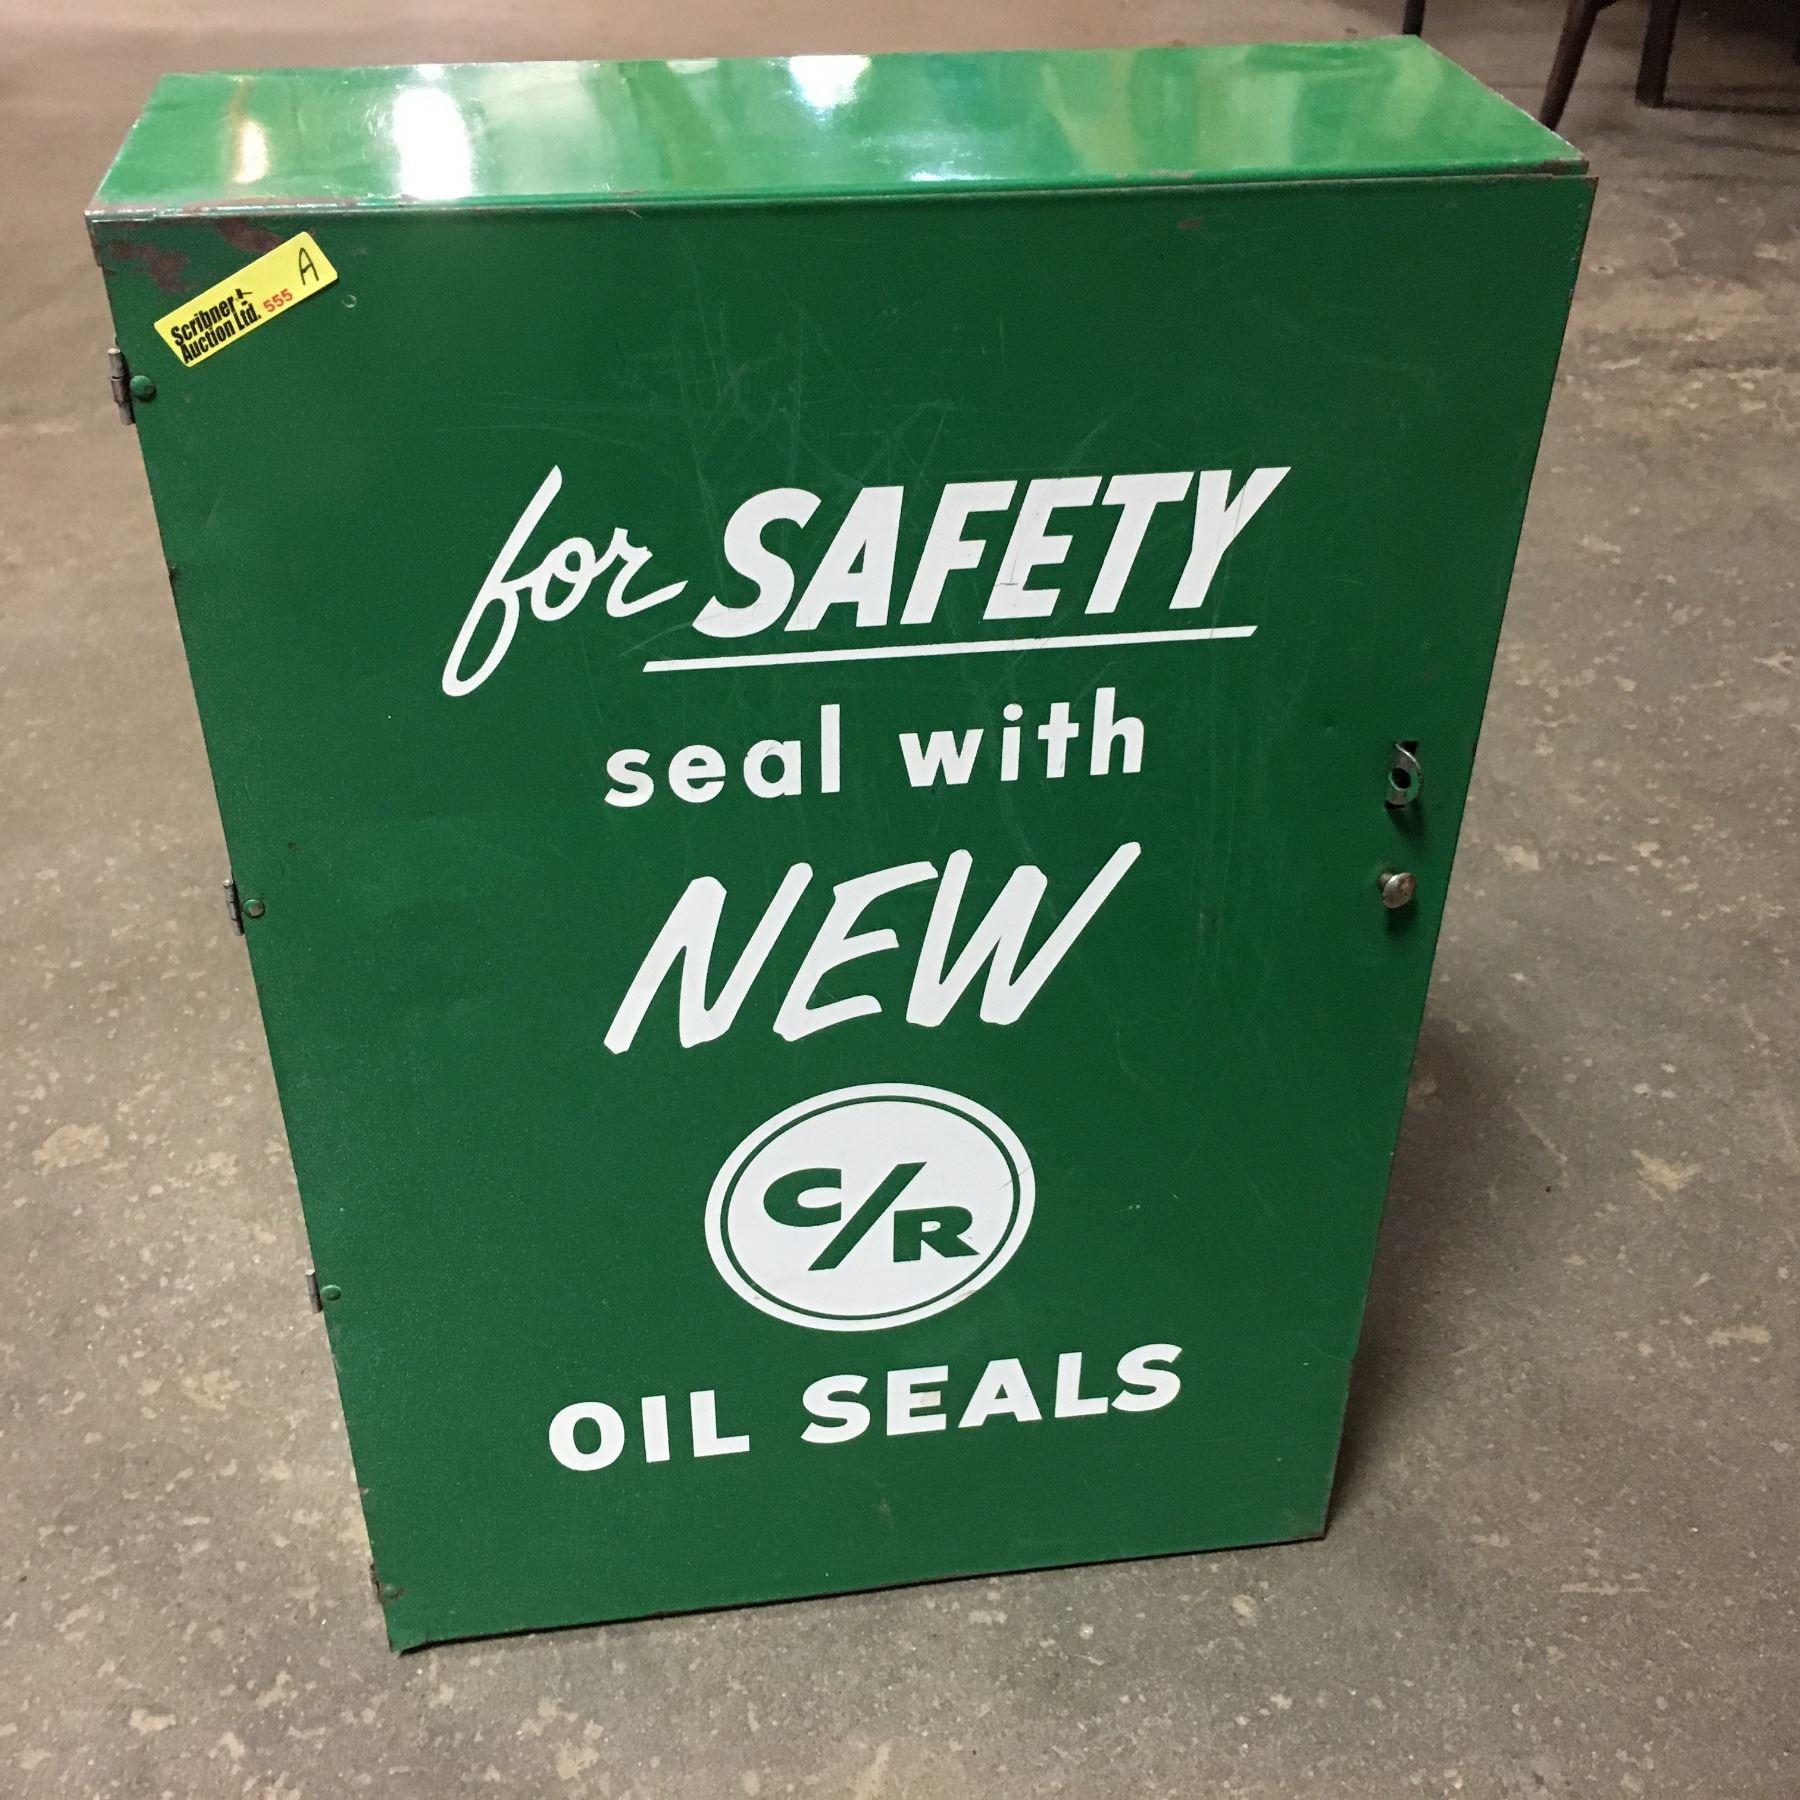 Scribner
Auction Ltd. 555 A
for SAFETY
seal with
NEW
C/R
OIL SEALS